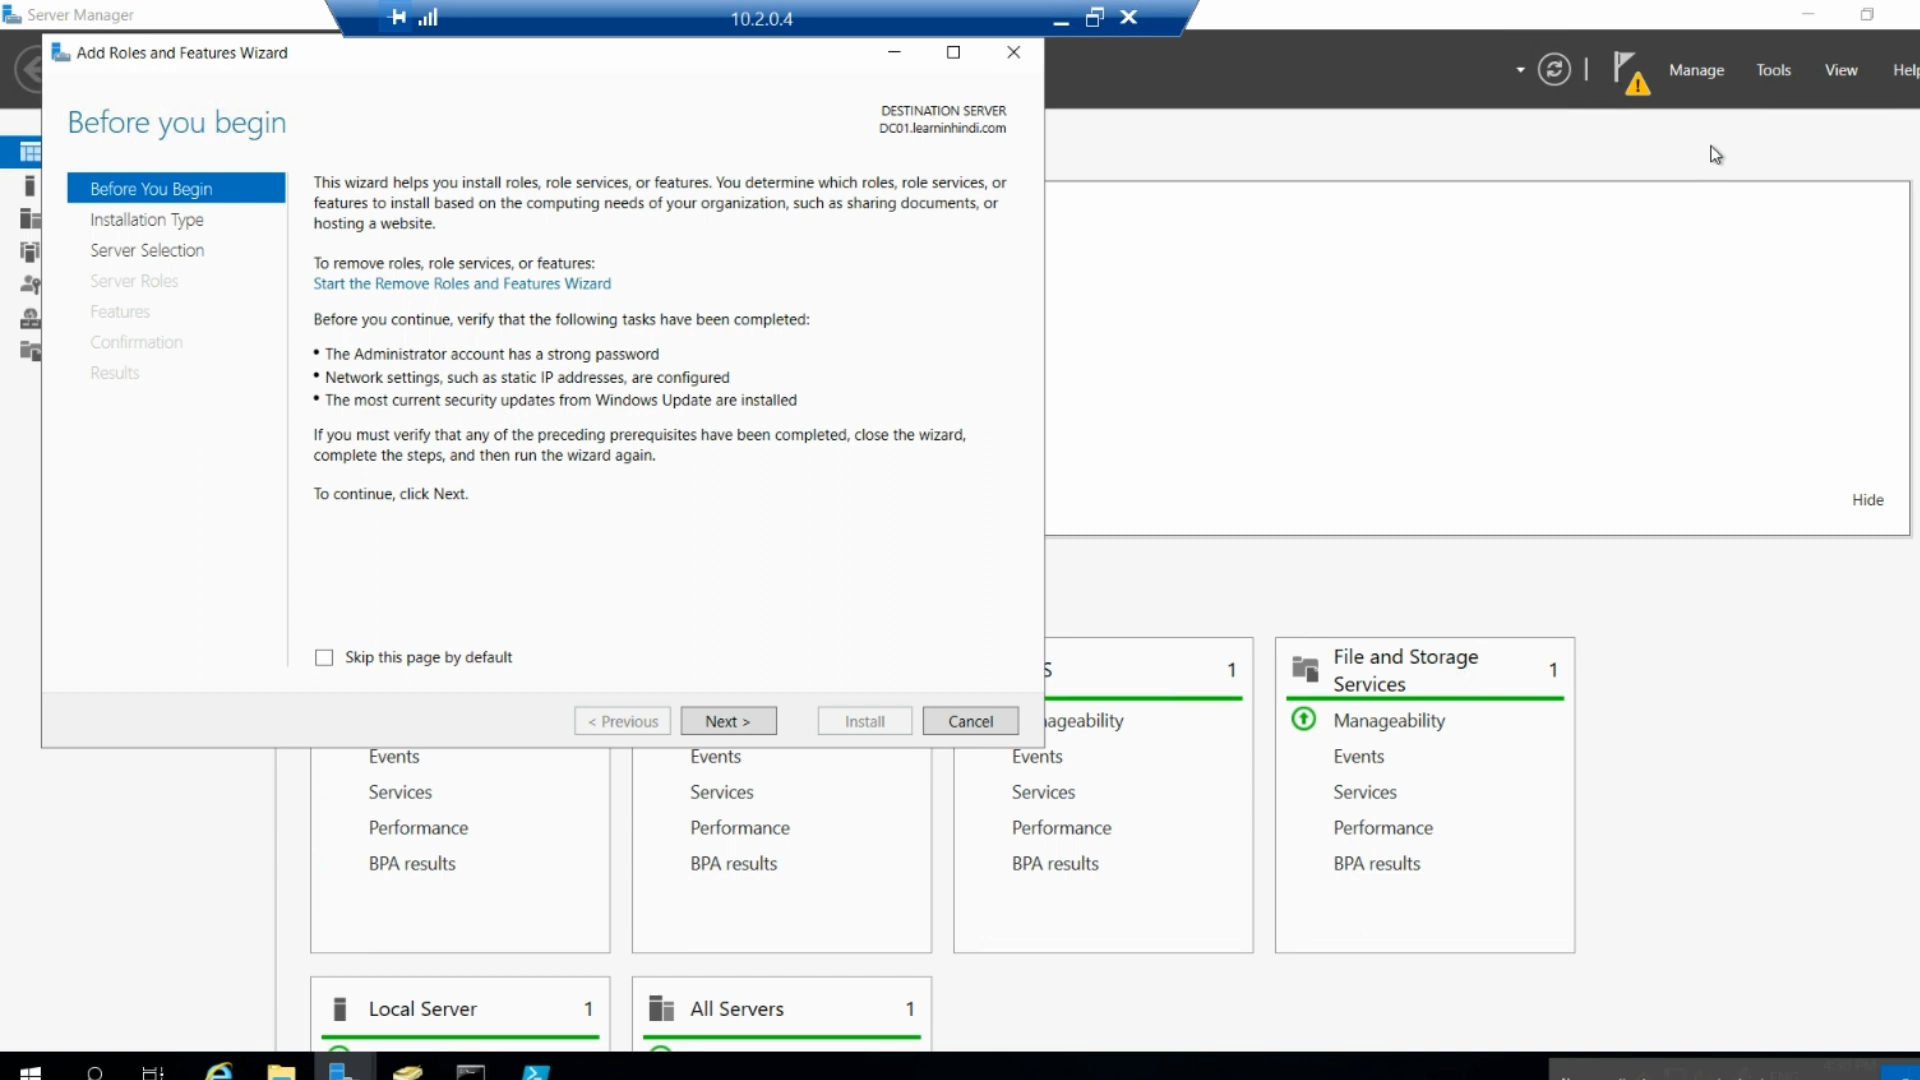 Server Manager
10.2.0.4
Add Roles and Features Wizard
Manage
Tools
View
Help
Before you begin
DESTINATION SERVER
DC01.learninhindi.com
Before You Begin
Installation Type
Server Selection
Server Roles
Features
Confirmation
Results
This wizard helps you install roles, role services, or features. You determine which roles, role services, or
features to install based on the computing needs of your organization, such as sharing documents, or
hosting a website.
To remove roles, role services, or features:
Start the Remove Roles and Features Wizard
Before you continue, verify that the following tasks have been completed:
• The Administrator account has a strong password
• Network settings, such as static IP addresses, are configured
• The most current security updates from Windows Update are installed
If you must verify that any of the preceding prerequisites have been completed, close the wizard,
complete the steps, and then run the wizard again.
To continue, click Next.
Hide
Skip this page by default
< Previous
Next >
Install
Cancel
S 1
File and Storage
Services
1
nageability
Manageability
Events
Events
Events
Events
Services
Services
Services
Services
Performance
Performance
Performance
Performance
BPA results
BPA results
BPA results
BPA results
Local Server 1
All Servers 1